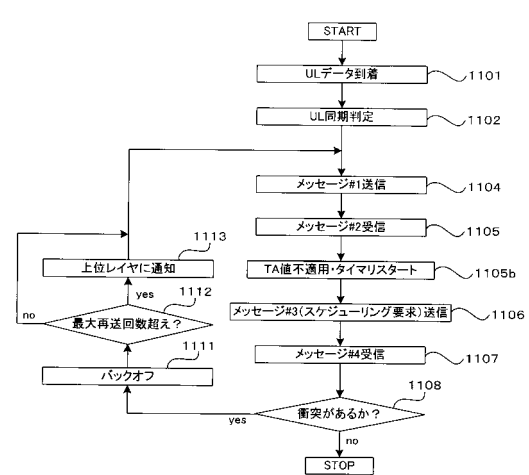 START
ULデータ到着
1101
UL同期判定
1102
メッセージ#1送信
1104
メッセージ#2受信
1105
TA値不適用・タイマリスタート
1105b
メッセージ#3(スケジューリング要求)送信
1106
メッセージ#4受信
1107
衝突があるか?
1108
yes
no
STOP
バックオフ
1111
最大再送回数超え?
1112
no
yes
上位レイヤに通知
1113